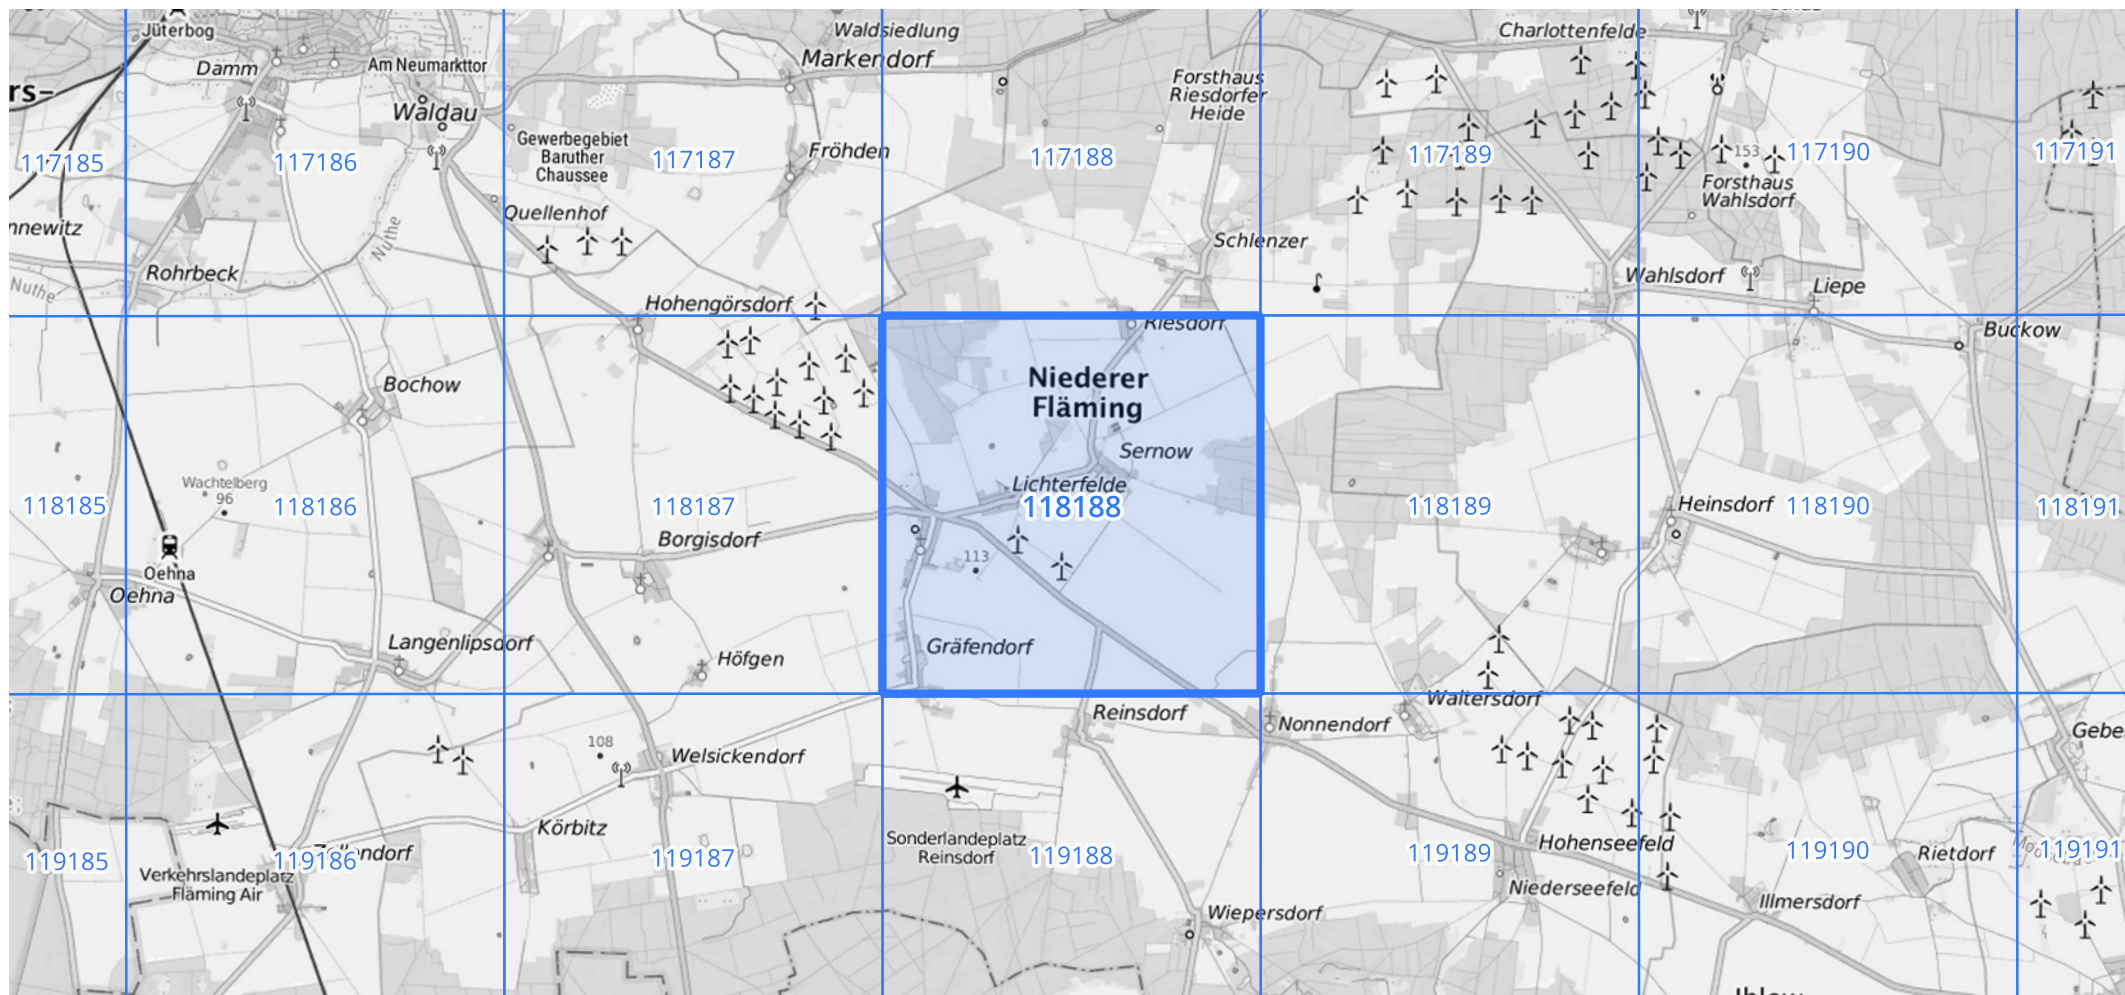 Jüterbog
Waldsiedlung
Charlottenfelde
Damm
Am Neumarkttor
Markendorf
rs-
Waldau
Forsthaus
Riesdorfer
Heide
Gewerbegebiet
Baruther
Chaussee
Fröhden
117185
117186
117187
117188
117189
153
117190
117191
Forsthaus
Wahlsdorf
Quellenhof
nnewitz
Nuthe
Schlenzer
Rohrbeck
Nuthe
Wahlsdorf
Liepe
Hohengörsdorf
Riesdorf
Buckow
Niederer
Fläming
Bochow
Sernow
Wachtelberg
96
Lichterfelde
118185
118186
118187
118188
118189
Heinsdorf
118190
118191
Borgisdorf
113
Oehna
Oehna
Langenlipsdorf
Höfgen
Gräfendorf
Waltersdorf
Reinsdorf
Nonnendorf
Gebe
108
Welsickendorf
Körbitz
Sonderlandeplatz
Reinsdorf
Hohenseefeld
119185
119186
119187
119188
119189
119190
Rietdorf
119191
Verkehrslandeplatz
Fläming Air
Niederseefeld
Wiepersdorf
Illmersdorf